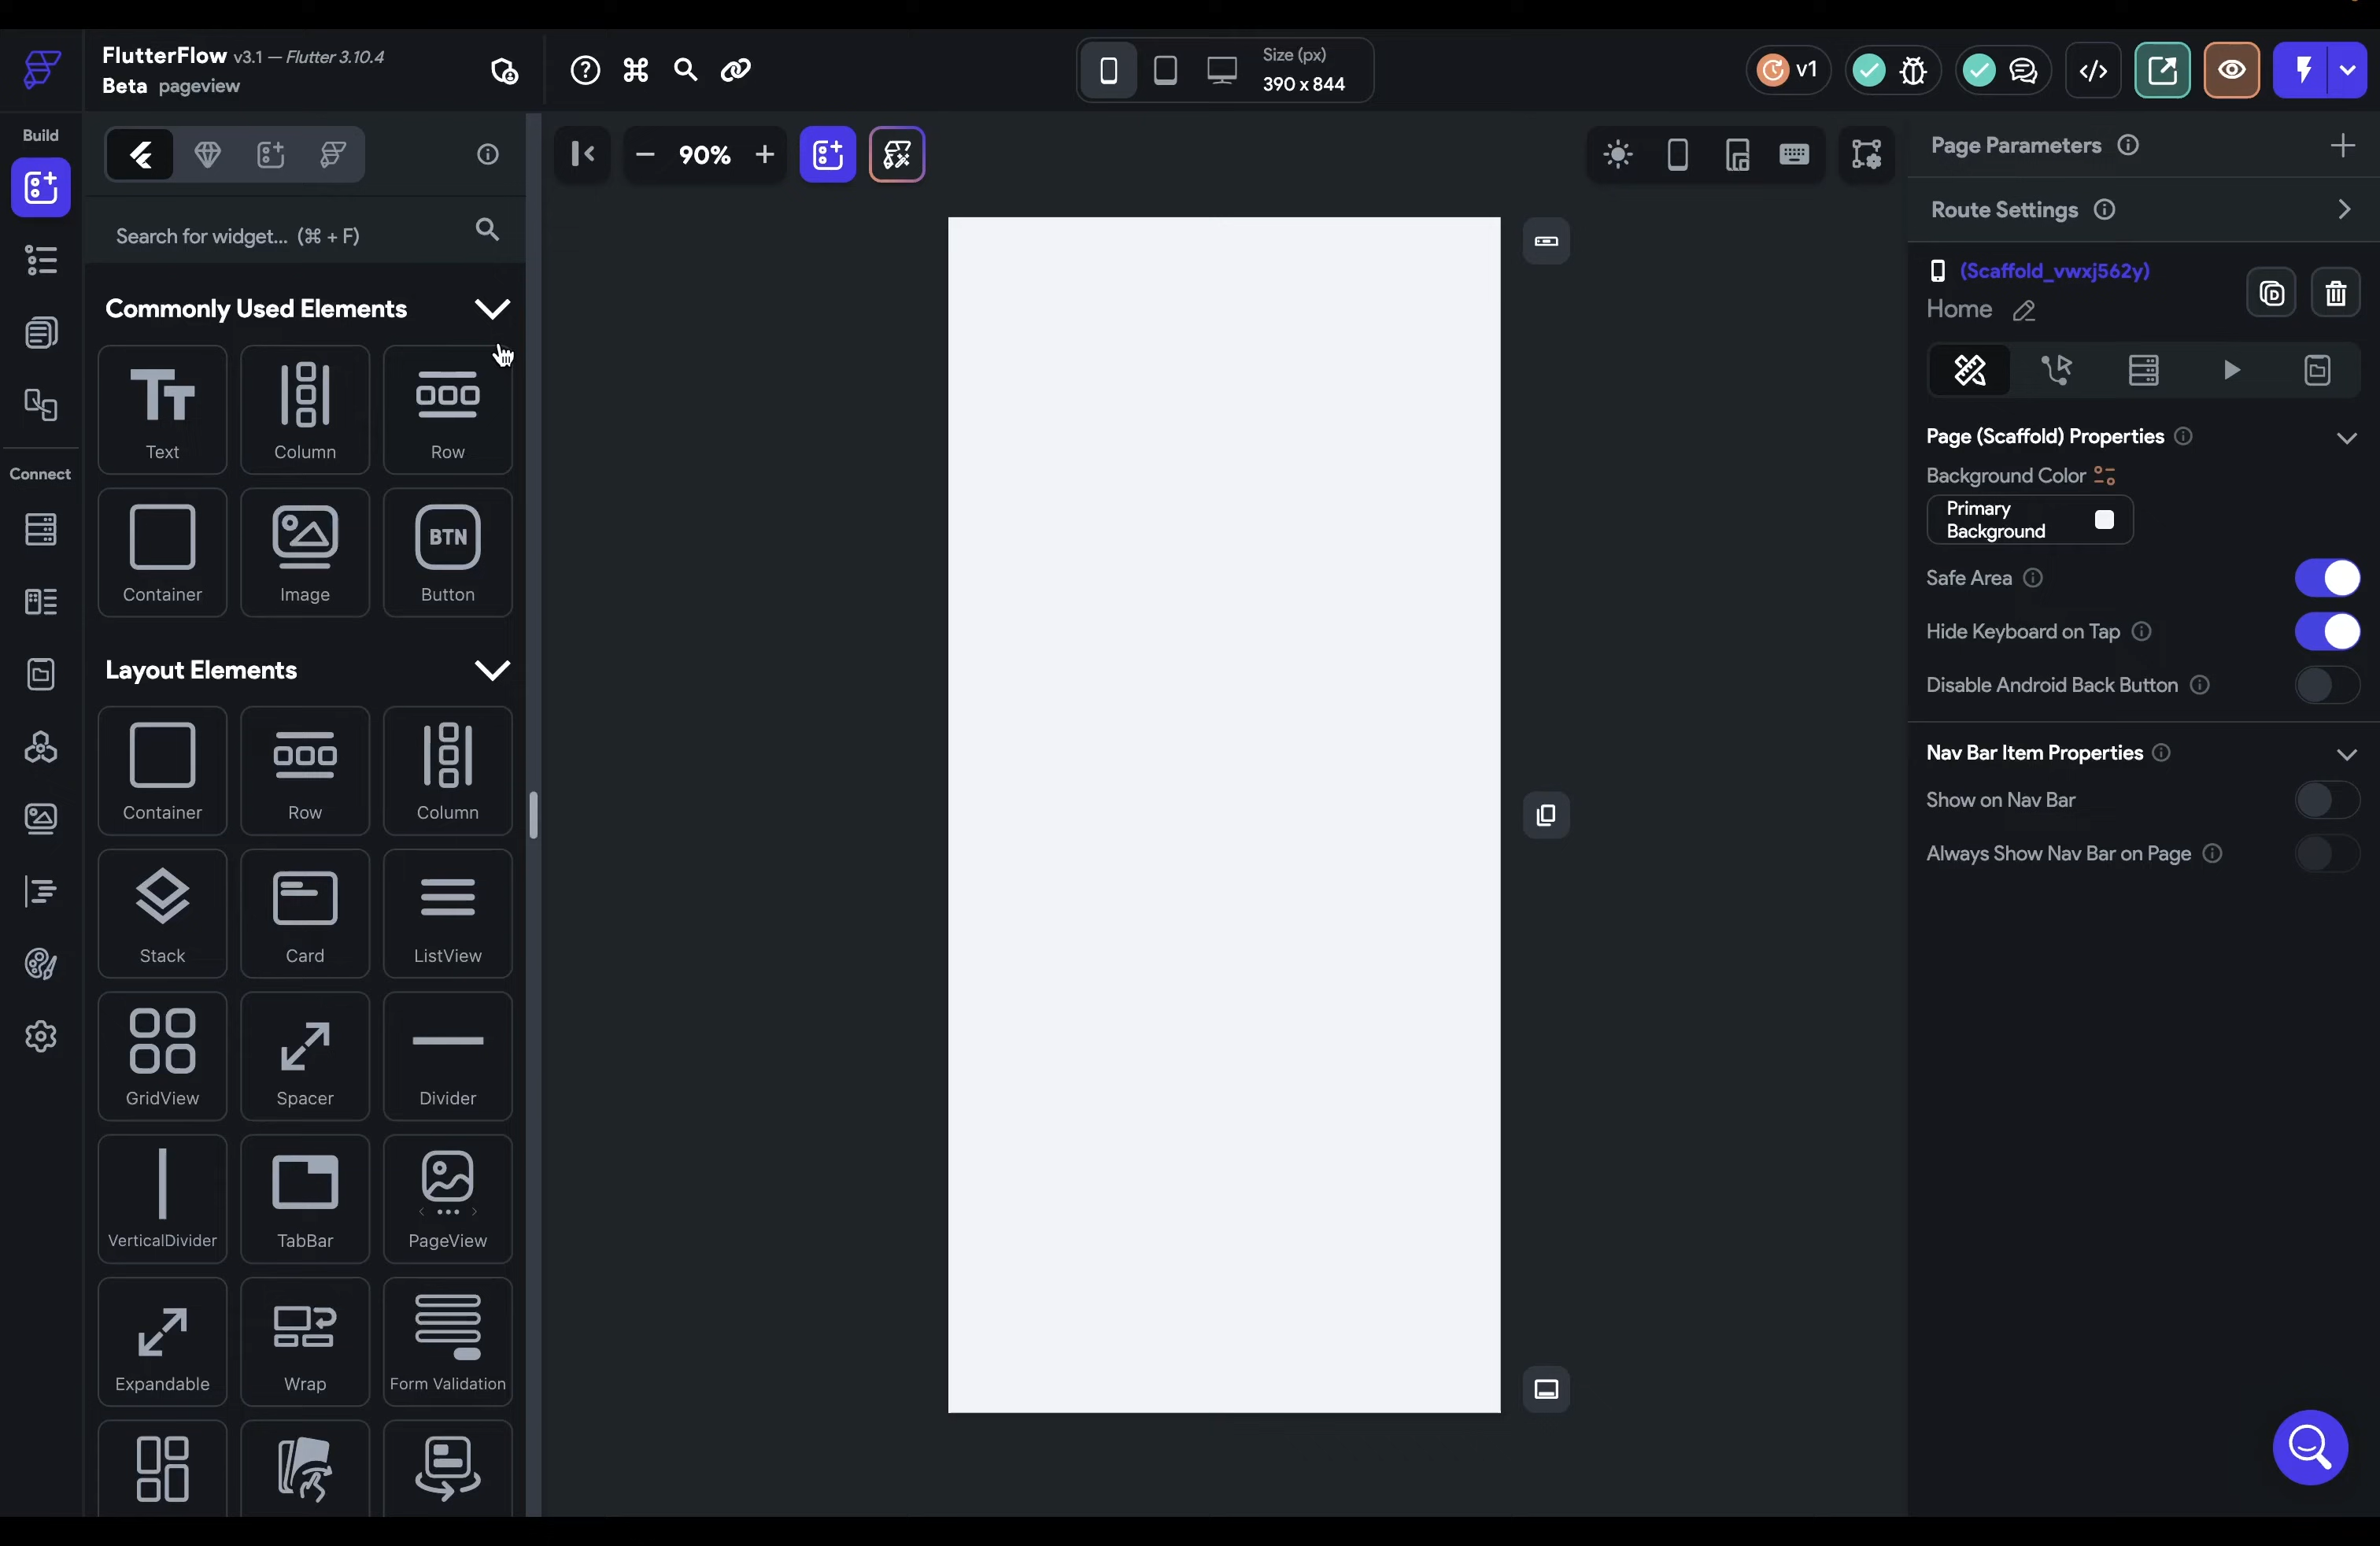 FlutterFlow v3.1 — Flutter 3.10.4
Beta pageview
Size (px)
390 x 844
v1
Build
Connect
90%
Search for widget... (⌘ + F)
Commonly Used Elements
Text
Column
Row
Container
Image
BTN
Button
Layout Elements
Container
Row
Column
Stack
Card
ListView
GridView
Spacer
Divider
VerticalDivider
TabBar
PageView
Expandable
Wrap
Form Validation
Page Parameters
Route Settings
(Scaffold_vwxj562y)
Home
Page (Scaffold) Properties
Background Color
Primary
Background
Safe Area
Hide Keyboard on Tap
Disable Android Back Button
Nav Bar Item Properties
Show on Nav Bar
Always Show Nav Bar on Page